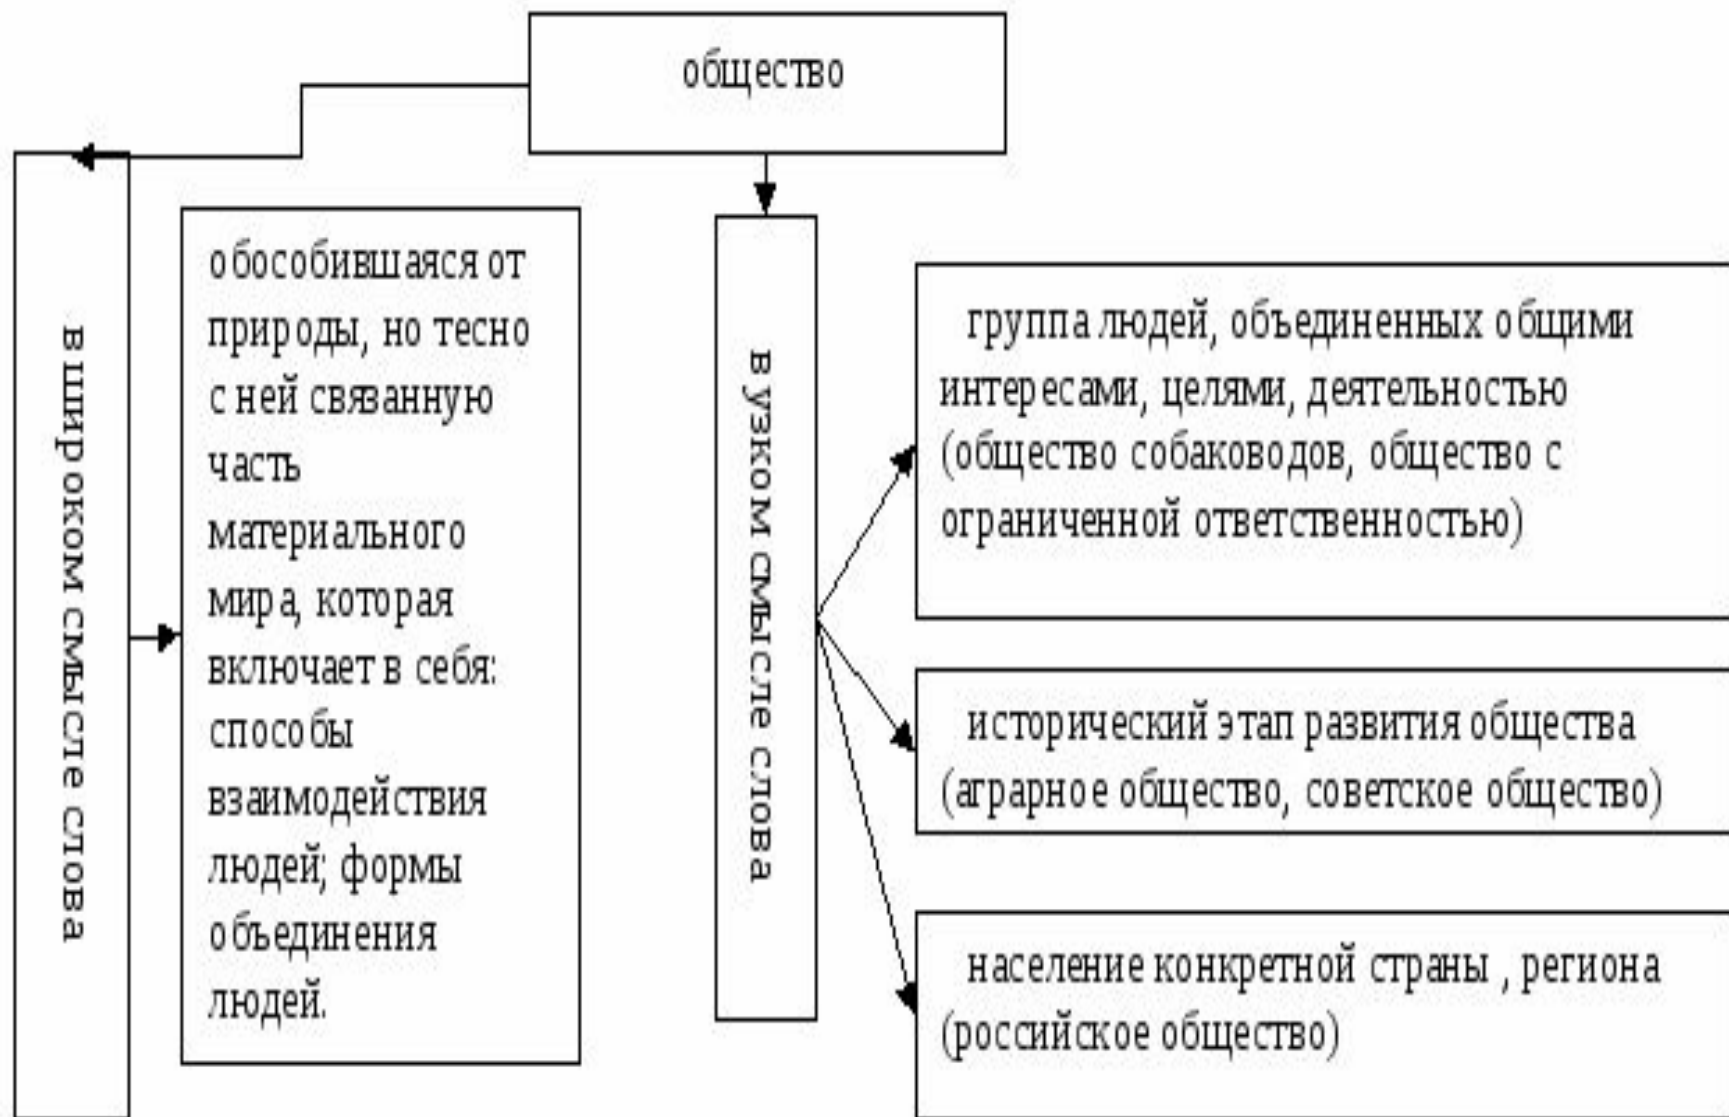 общество
в широком смысле слова
обособившаяся от
природы, но тесно
с ней связанную
часть
материального
мира, которая
включает в себя:
способы
взаимодействия
людей; формы
объединения
людей.
в узком смысле слова
группа людей, объединенных общими
интересами, целями, деятельностью
(общество собаководов, общество с
ограниченной ответственностью)
исторический этап развития общества
(аграрное общество, советское общество)
население конкретной страны , региона
(российское общество)